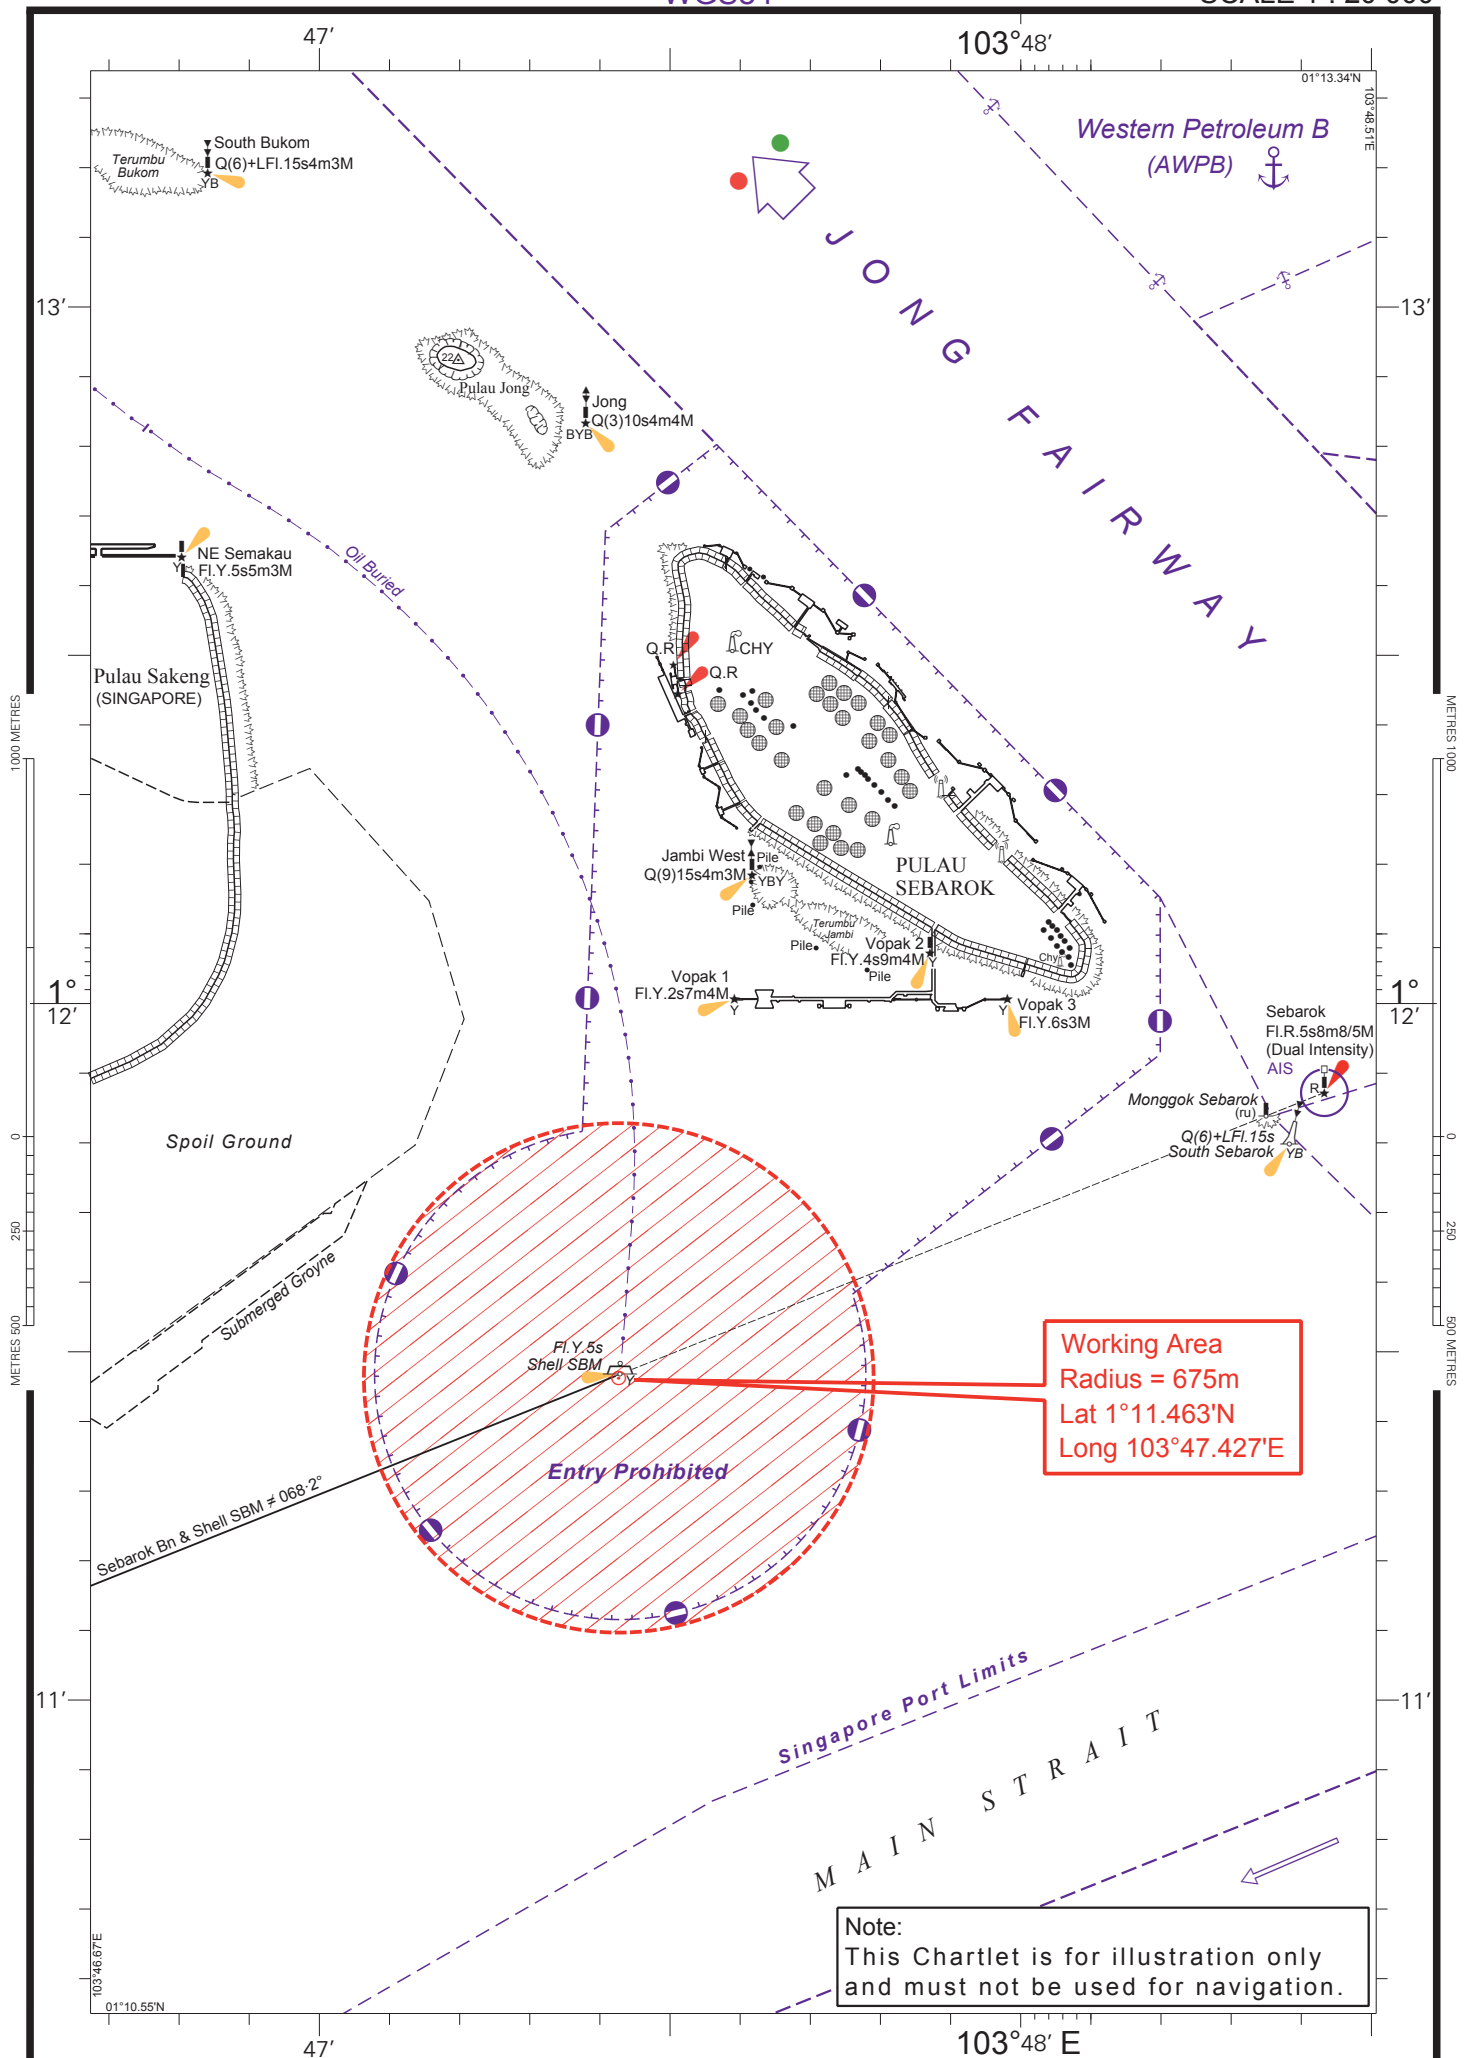 47'
103°48'
01°13.34'N
103°48.51'E
Western Petroleum B
(AWPB)
South Bukom
Q(6)+LFl.15s4m3M
YB
Terumbu
Bukom
JONG FAIRWAY
13'
13'
22
Pulau Jong
Jong
Q(3)10s4m4M
BYB
Oil Buried
NE Semakau
Fl.Y.5s5m3M
Y
Pulau Sakeng
(SINGAPORE)
Q.R
Q.R
CHY
1000 METRES
METRES 1000
PULAU
SEBAROK
Jambi West
Q(9)15s4m3M
YBY
Pile
Pile
Terumbu
Jambi
Pile
Pile
Vopak 2
Fl.Y.4s9m4M
Y
Chy
Vopak 1
Fl.Y.2s7m4M
Y
Vopak 3
Fl.Y.6s3M
Y
1°
12'
1°
12'
Sebarok
Fl.R.5s8m8/5M
(Dual Intensity)
AIS
R
Monggok Sebarok
(ru)
Q(6)+LFl.15s
South Sebarok
YB
Spoil Ground
0
0
250
250
METRES 500
500 METRES
Submerged Groyne
Fl.Y.5s
Shell SBM
Y
Working Area
Radius = 675m
Lat 1°11.463'N
Long 103°47.427'E
Entry Prohibited
Sebarok Bn & Shell SBM ≠ 068·2°
11'
11'
Singapore Port Limits
MAIN STRAIT
Note:
This Chartlet is for illustration only
and must not be used for navigation.
103°46.67'E
01°10.55'N
47'
103°48' E